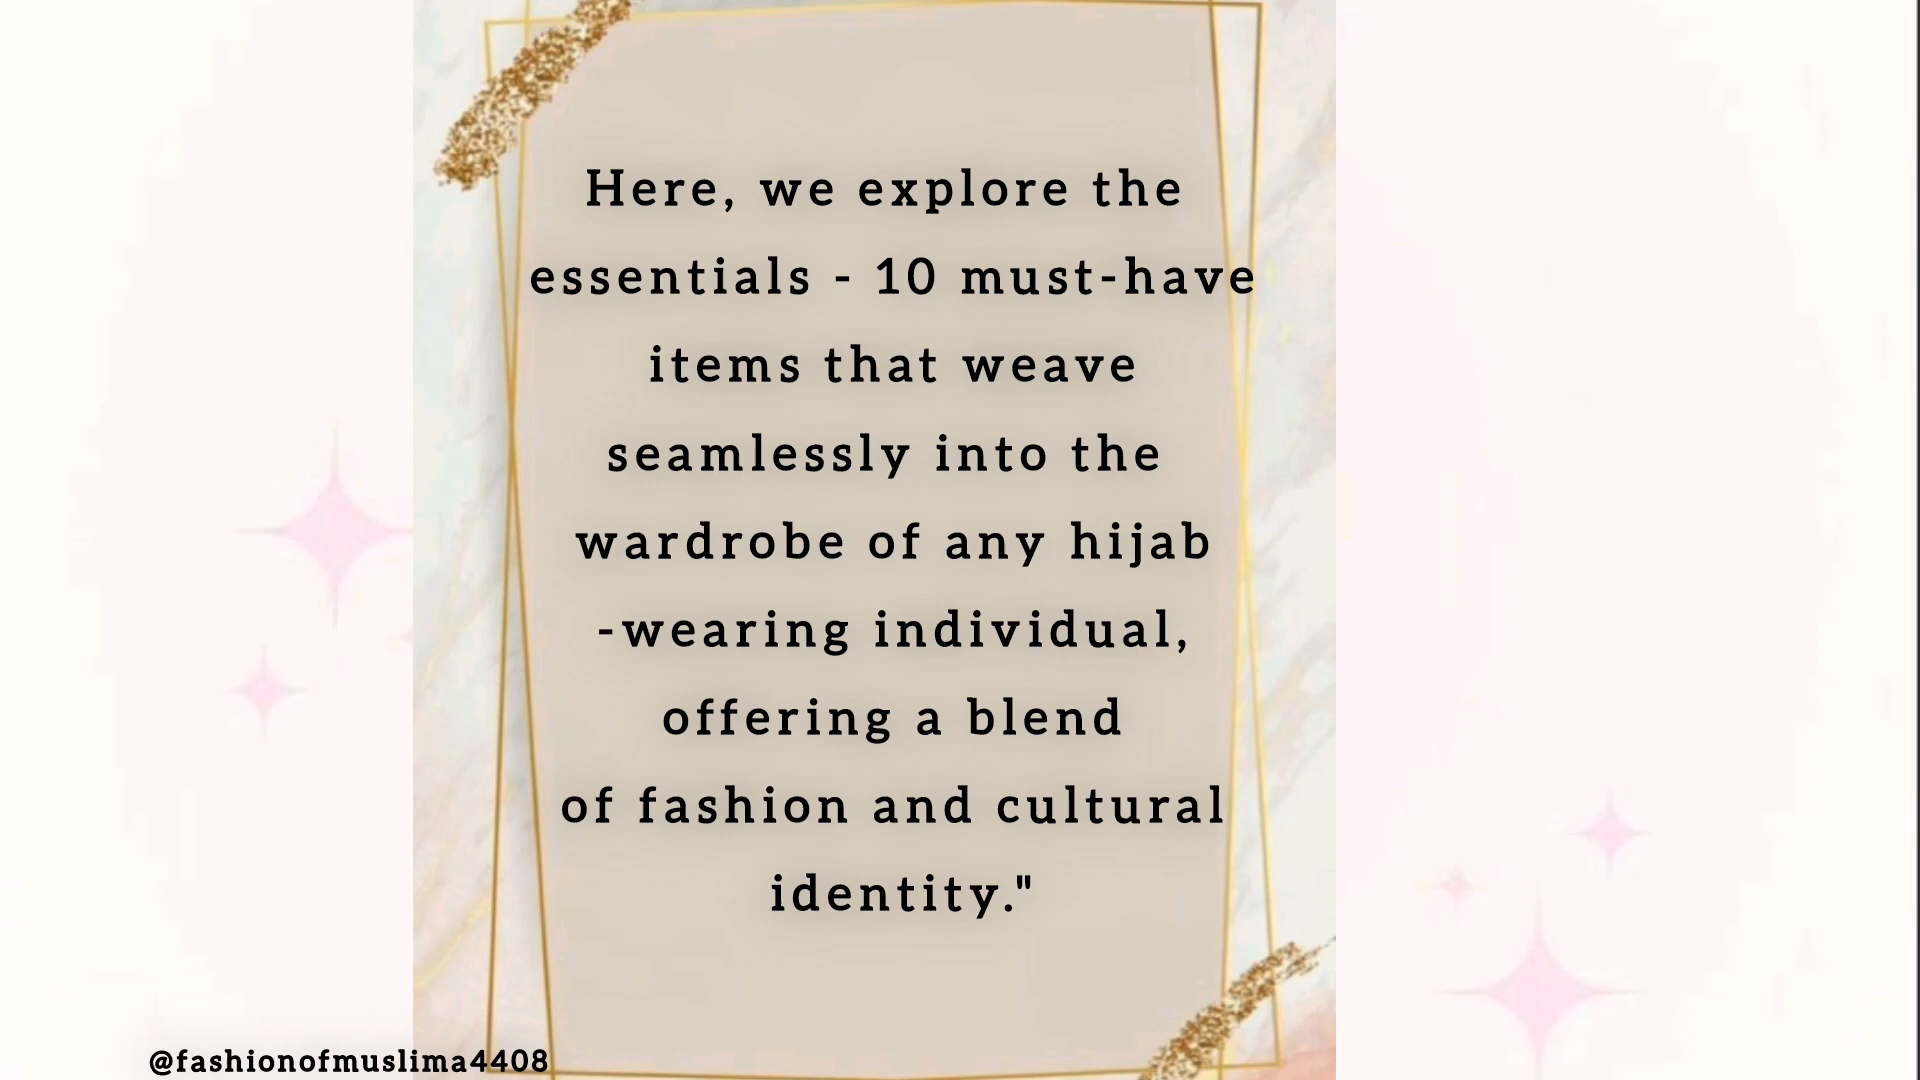 Here, we explore the
essentials - 10 must-have
items that weave
seamlessly into the
wardrobe of any hijab
-wearing individual,
offering a blend
of fashion and cultural
identity."
@fashionofmuslima4408